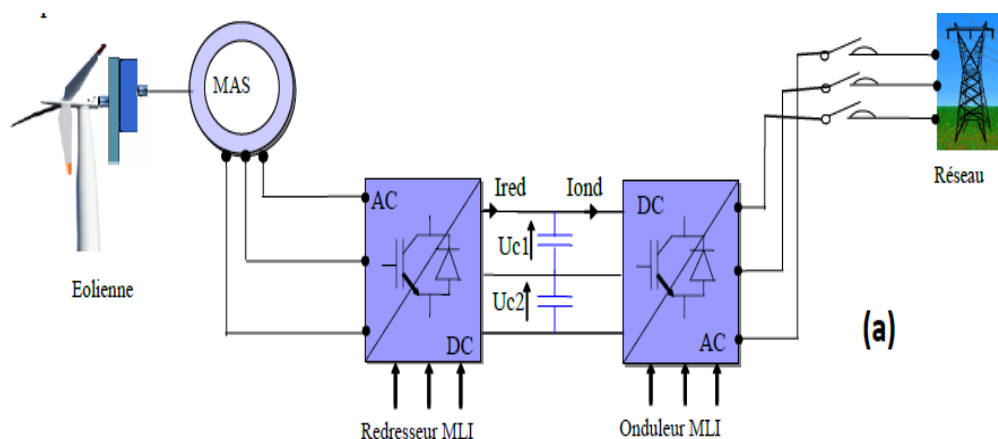 MAS
Eolienne
AC
DC
Redresseur MLI
Ired
Iond
Uc1
Uc2
DC
AC
Onduleur MLI
Réseau
(a)